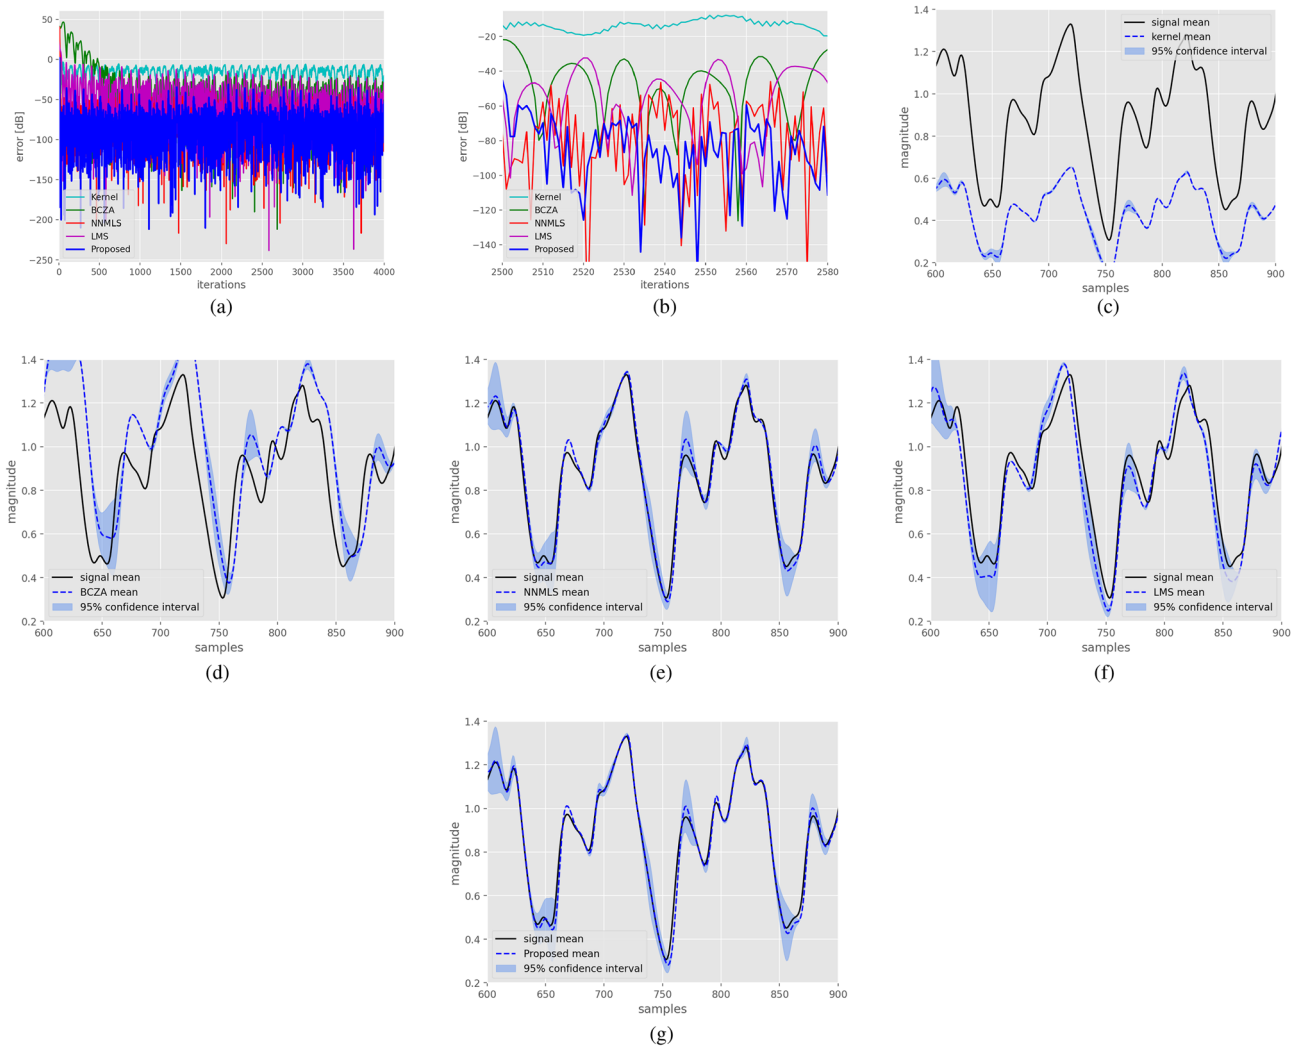 50
0
−50
−100
−150
−200
−250
error [dB]
Kernel
BCZA
NNMLS
LMS
Proposed
0 500 1000 1500 2000 2500 3000 3500 4000
iterations
(a)
−20
−40
−60
−80
−100
−120
−140
error [dB]
Kernel
BCZA
NNMLS
LMS
Proposed
2500 2510 2520 2530 2540 2550 2560 2570 2580
iterations
(b)
1.4
1.2
1.0
0.8
0.6
0.4
0.2
magnitude
signal mean
kernel mean
95% confidence interval
600 650 700 750 800 850 900
samples
(c)
1.4
1.2
1.0
0.8
0.6
0.4
0.2
magnitude
signal mean
BCZA mean
95% confidence interval
600 650 700 750 800 850 900
samples
(d)
1.4
1.2
1.0
0.8
0.6
0.4
0.2
magnitude
signal mean
NNMLS mean
95% confidence interval
600 650 700 750 800 850 900
samples
(e)
1.4
1.2
1.0
0.8
0.6
0.4
0.2
magnitude
signal mean
LMS mean
95% confidence interval
600 650 700 750 800 850 900
samples
(f)
1.4
1.2
1.0
0.8
0.6
0.4
0.2
magnitude
signal mean
Proposed mean
95% confidence interval
600 650 700 750 800 850 900
samples
(g)